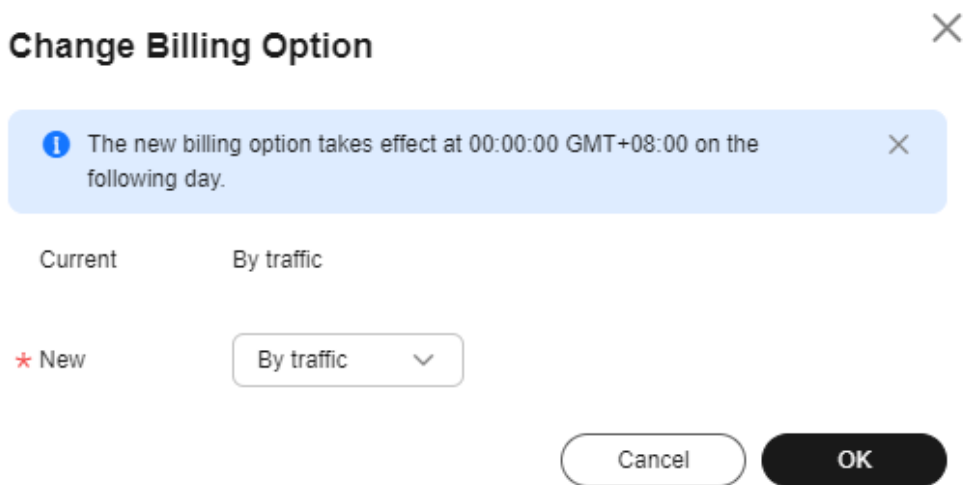 Change Billing Option
The new billing option takes effect at 00:00:00 GMT+08:00 on the
following day.
Current By traffic
* New By traffic
Cancel OK